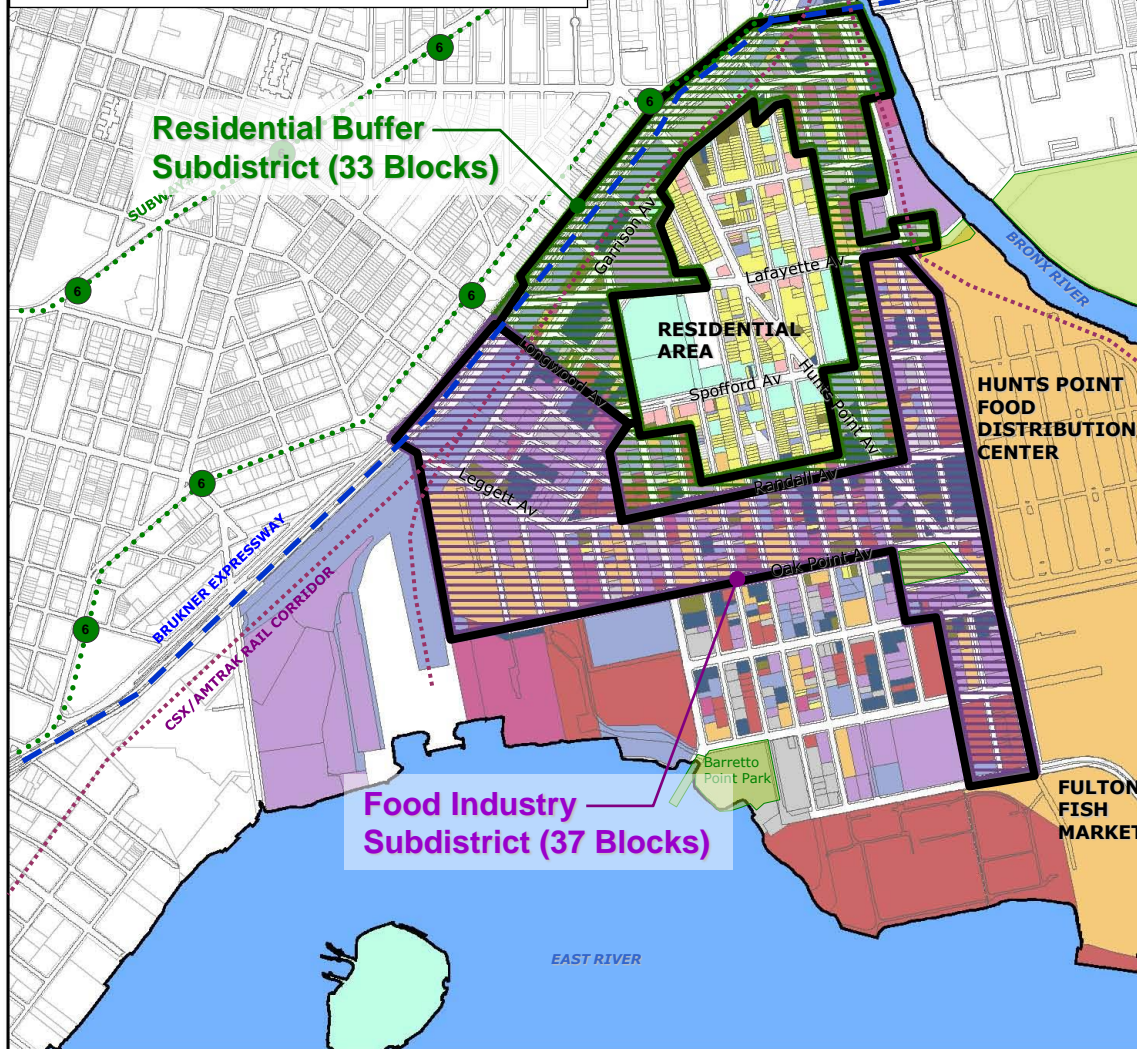 6
6
Residential Buffer
Subdistrict (33 Blocks)
SUBWAY
Garrison Av
6
6
Lafayette Av
BRONX RIVER
RESIDENTIAL
AREA
Longwood Av
Spofford Av
Hunts Point Av
HUNTS POINT
FOOD
DISTRIBUTION
CENTER
6
Leggett Av
Randall Av
BRUKNER EXPRESSWAY
Oak Point Av
CSX/AMTRAK RAIL CORRIDOR
6
Barretto
Point Park
Food Industry
Subdistrict (37 Blocks)
FULTON
FISH
MARKET
EAST RIVER